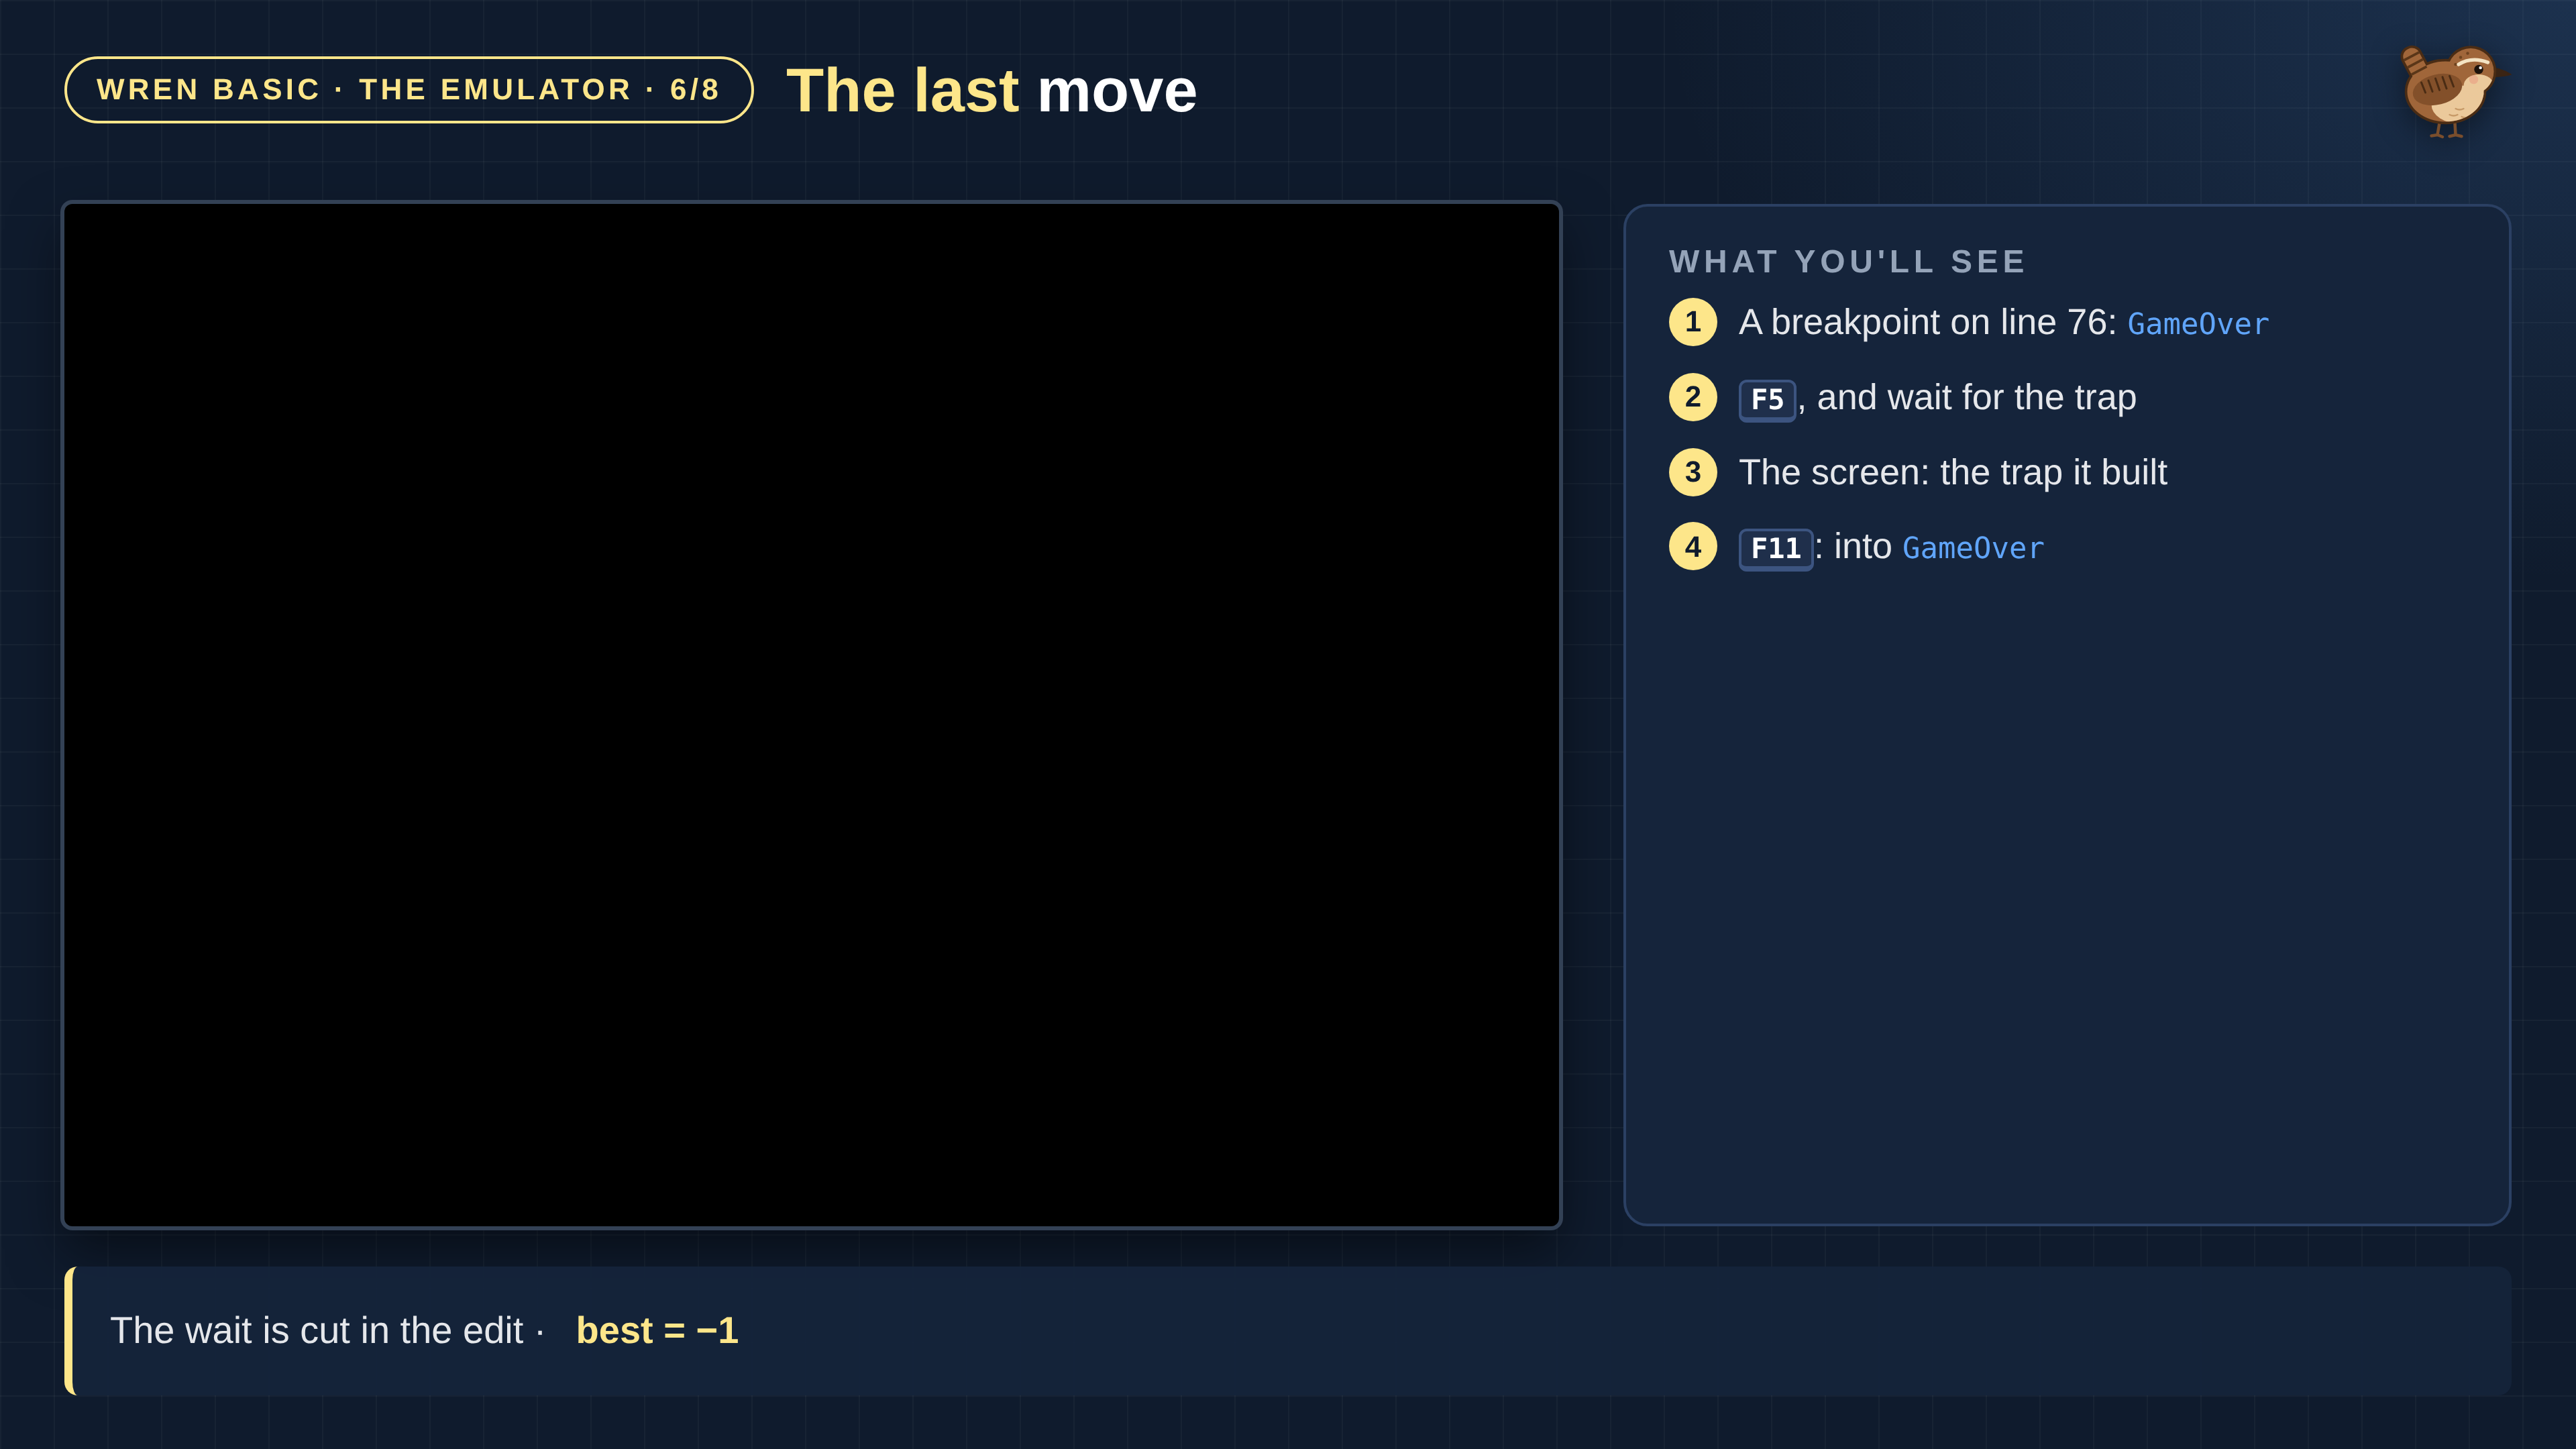 WREN BASIC · THE EMULATOR · 6/8
The last move
WHAT YOU'LL SEE
1 A breakpoint on line 76: GameOver
2 F5, and wait for the trap
3 The screen: the trap it built
4 F11: into GameOver
The wait is cut in the edit · best = −1